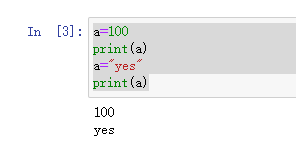 In [3]:
a=100
print(a)
a="yes"
print(a)
100
yes